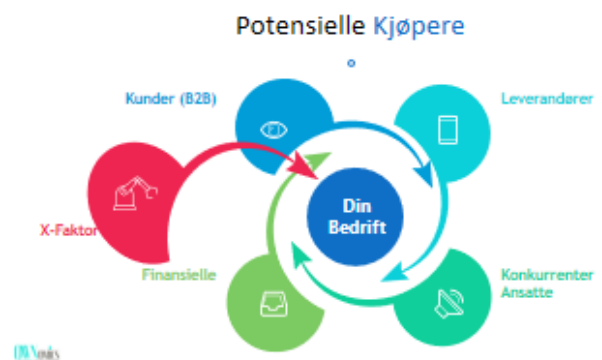 Potensielle Kjøpere
Kunder (B2B)
Leverandører
Din
Bedrift
X-Faktor
Finansielle
Konkurrenter
Ansatte